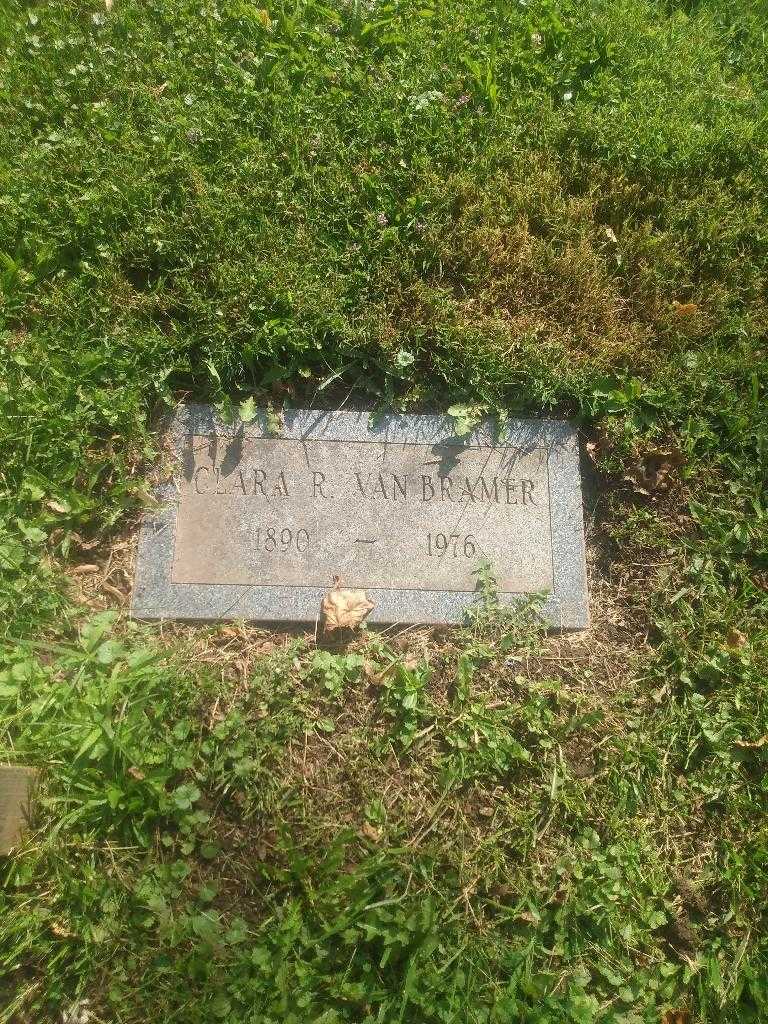 CLARA R. VAN BRAMER
1890 — 1976